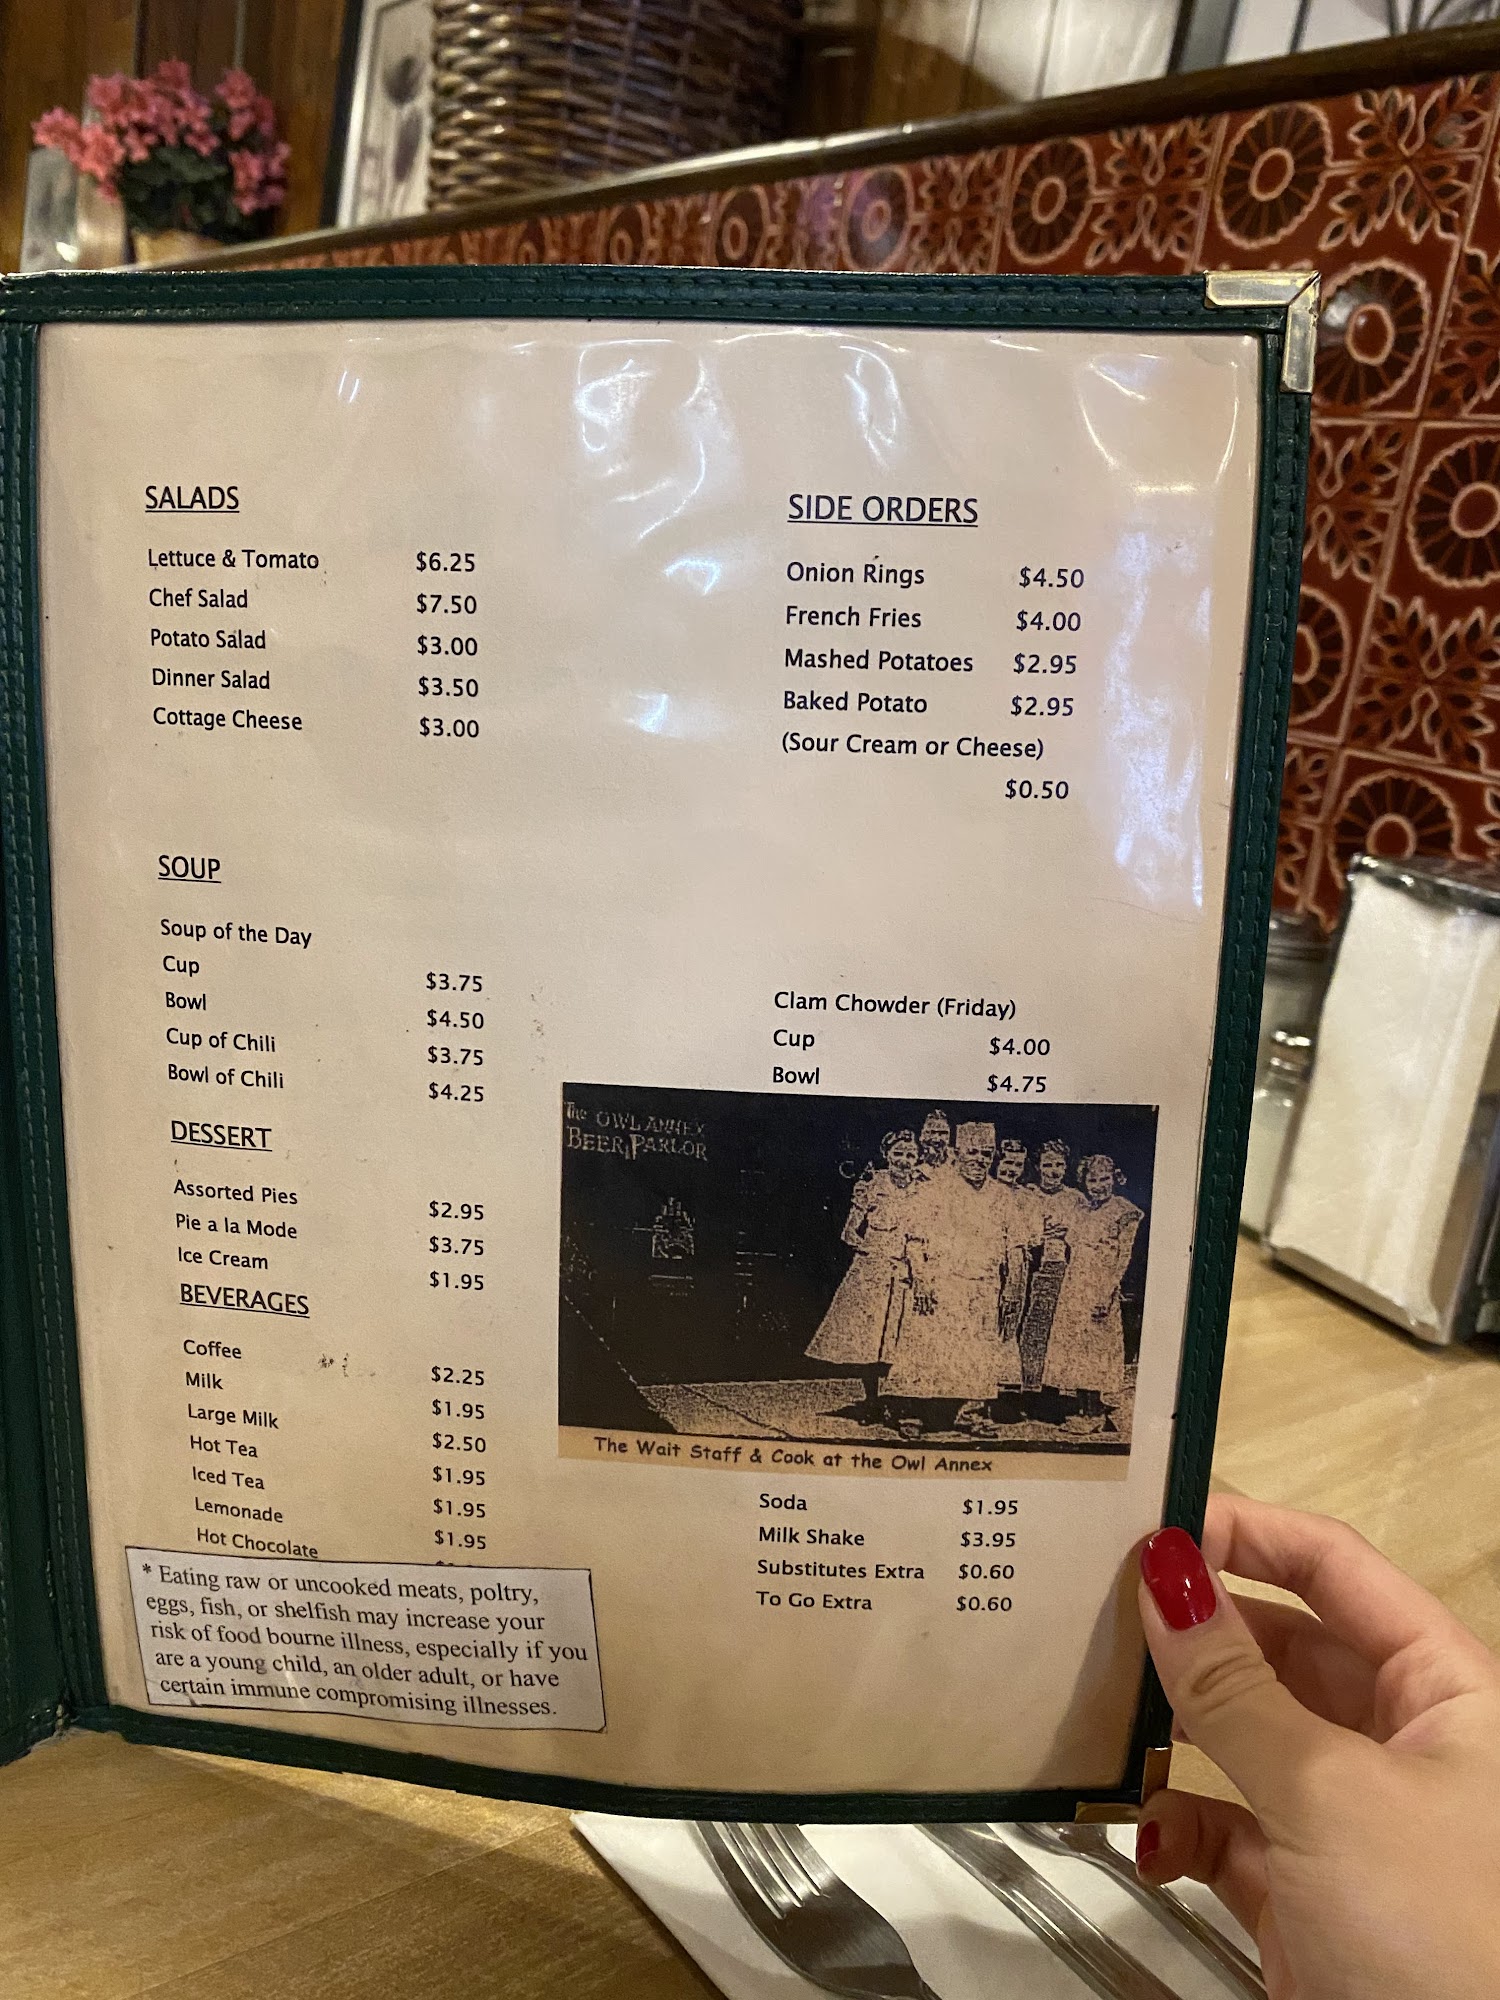 SALADS
Lettuce & Tomato $6.25
Chef Salad $7.50
Potato Salad $3.00
Dinner Salad $3.50
Cottage Cheese $3.00
SIDE ORDERS
Onion Rings $4.50
French Fries $4.00
Mashed Potatoes $2.95
Baked Potato $2.95
(Sour Cream or Cheese)
$0.50
SOUP
Soup of the Day
Cup $3.75
Bowl $4.50
Cup of Chili $3.75
Bowl of Chili $4.25
Clam Chowder (Friday)
Cup $4.00
Bowl $4.75
DESSERT
Assorted Pies $2.95
Pie a la Mode $3.75
Ice Cream $1.95
The OWL ANNEX
BEER PARLOR
The Wait Staff & Cook at the Owl Annex
BEVERAGES
Coffee $2.25
Milk $1.95
Large Milk $2.50
Hot Tea $1.95
Iced Tea $1.95
Lemonade $1.95
Hot Chocolate
Soda $1.95
Milk Shake $3.95
Substitutes Extra $0.60
To Go Extra $0.60
* Eating raw or uncooked meats, poltry,
eggs, fish, or shelfish may increase your
risk of food bourne illness, especially if you
are a young child, an older adult, or have
certain immune compromising illnesses.